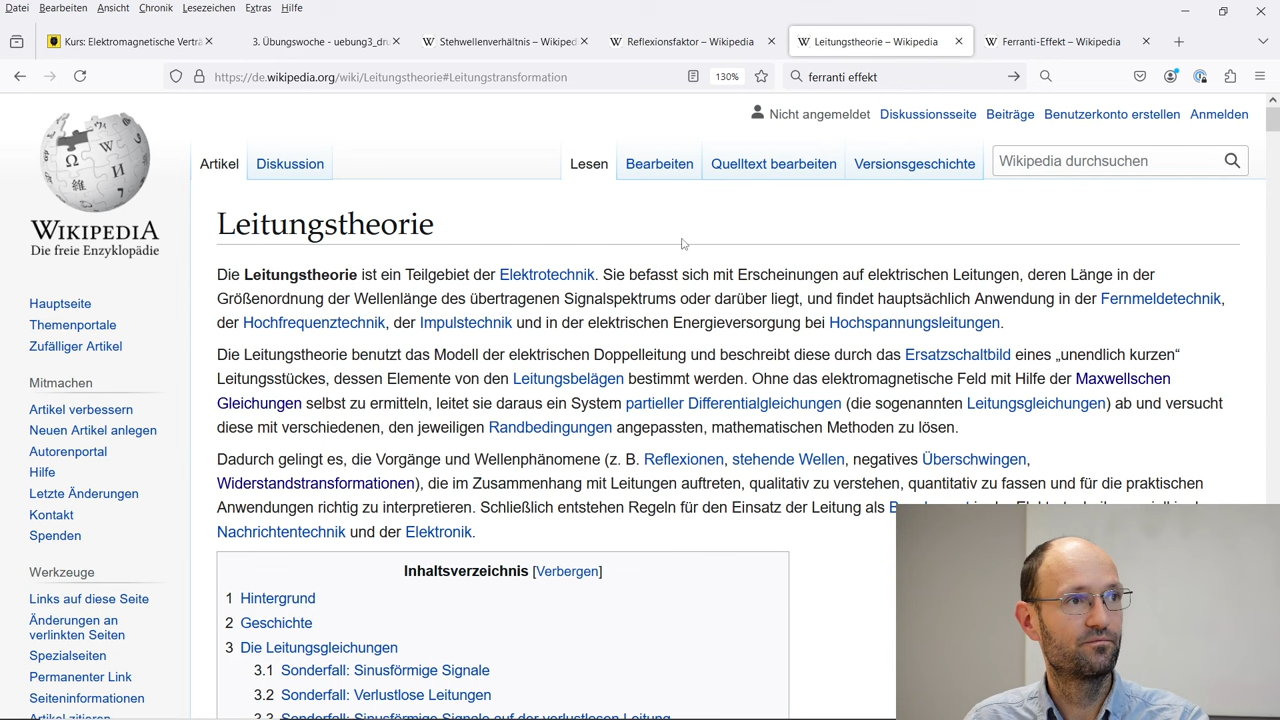 Datei Bearbeiten Ansicht Chronik Lesezeichen Extras Hilfe
Kurs: Elektromagnetische Verträ
3. Übungswoche - uebung3_dru
Stehwellenverhältnis – Wikiped
Reflexionsfaktor – Wikipedia
Leitungstheorie – Wikipedia
Ferranti-Effekt – Wikipedia
https://de.wikipedia.org/wiki/Leitungstheorie#Leitungstransformation
130%
ferranti effekt
Nicht angemeldet Diskussionsseite Beiträge Benutzerkonto erstellen Anmelden
Artikel Diskussion Lesen Bearbeiten Quelltext bearbeiten Versionsgeschichte Wikipedia durchsuchen
WIKIPEDIA
Die freie Enzyklopädie
Hauptseite
Themenportale
Zufälliger Artikel
Mitmachen
Artikel verbessern
Neuen Artikel anlegen
Autorenportal
Hilfe
Letzte Änderungen
Kontakt
Spenden
Werkzeuge
Links auf diese Seite
Änderungen an
verlinkten Seiten
Spezialseiten
Permanenter Link
Seiteninformationen
Artikel zitieren
Leitungstheorie
Die Leitungstheorie ist ein Teilgebiet der Elektrotechnik. Sie befasst sich mit Erscheinungen auf elektrischen Leitungen, deren Länge in der
Größenordnung der Wellenlänge des übertragenen Signalspektrums oder darüber liegt, und findet hauptsächlich Anwendung in der Fernmeldetechnik,
der Hochfrequenztechnik, der Impulstechnik und in der elektrischen Energieversorgung bei Hochspannungsleitungen.
Die Leitungstheorie benutzt das Modell der elektrischen Doppelleitung und beschreibt diese durch das Ersatzschaltbild eines „unendlich kurzen“
Leitungsstückes, dessen Elemente von den Leitungsbelägen bestimmt werden. Ohne das elektromagnetische Feld mit Hilfe der Maxwellschen
Gleichungen selbst zu ermitteln, leitet sie daraus ein System partieller Differentialgleichungen (die sogenannten Leitungsgleichungen) ab und versucht
diese mit verschiedenen, den jeweiligen Randbedingungen angepassten, mathematischen Methoden zu lösen.
Dadurch gelingt es, die Vorgänge und Wellenphänomene (z. B. Reflexionen, stehende Wellen, negatives Überschwingen,
Widerstandstransformationen), die im Zusammenhang mit Leitungen auftreten, qualitativ zu verstehen, quantitativ zu fassen und für die praktischen
Anwendungen richtig zu interpretieren. Schließlich entstehen Regeln für den Einsatz der Leitung als
Nachrichtentechnik und der Elektronik.
Inhaltsverzeichnis [Verbergen]
1 Hintergrund
2 Geschichte
3 Die Leitungsgleichungen
3.1 Sonderfall: Sinusförmige Signale
3.2 Sonderfall: Verlustlose Leitungen
3.3 Sonderfall: Sinusförmige Signale auf der verlustlosen Leitung